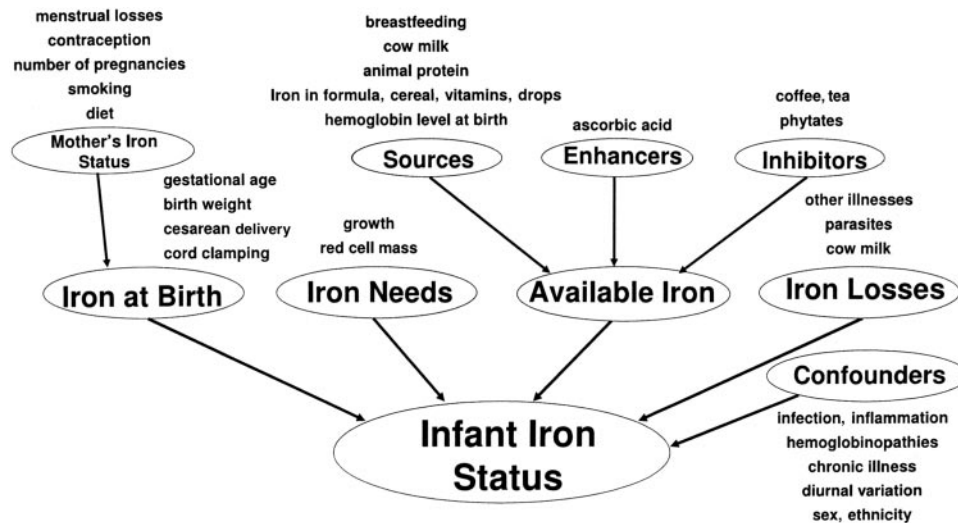 menstrual losses
contraception
number of pregnancies
smoking
diet
Mother's Iron
Status
breastfeeding
cow milk
animal protein
Iron in formula, cereal, vitamins, drops
hemoglobin level at birth
Sources
ascorbic acid
Enhancers
coffee, tea
phytates
Inhibitors
gestational age
birth weight
cesarean delivery
cord clamping
Iron at Birth
growth
red cell mass
Iron Needs
Available Iron
other illnesses
parasites
cow milk
Iron Losses
Confounders
infection, inflammation
hemoglobinopathies
chronic illness
diurnal variation
sex, ethnicity
Infant Iron
Status